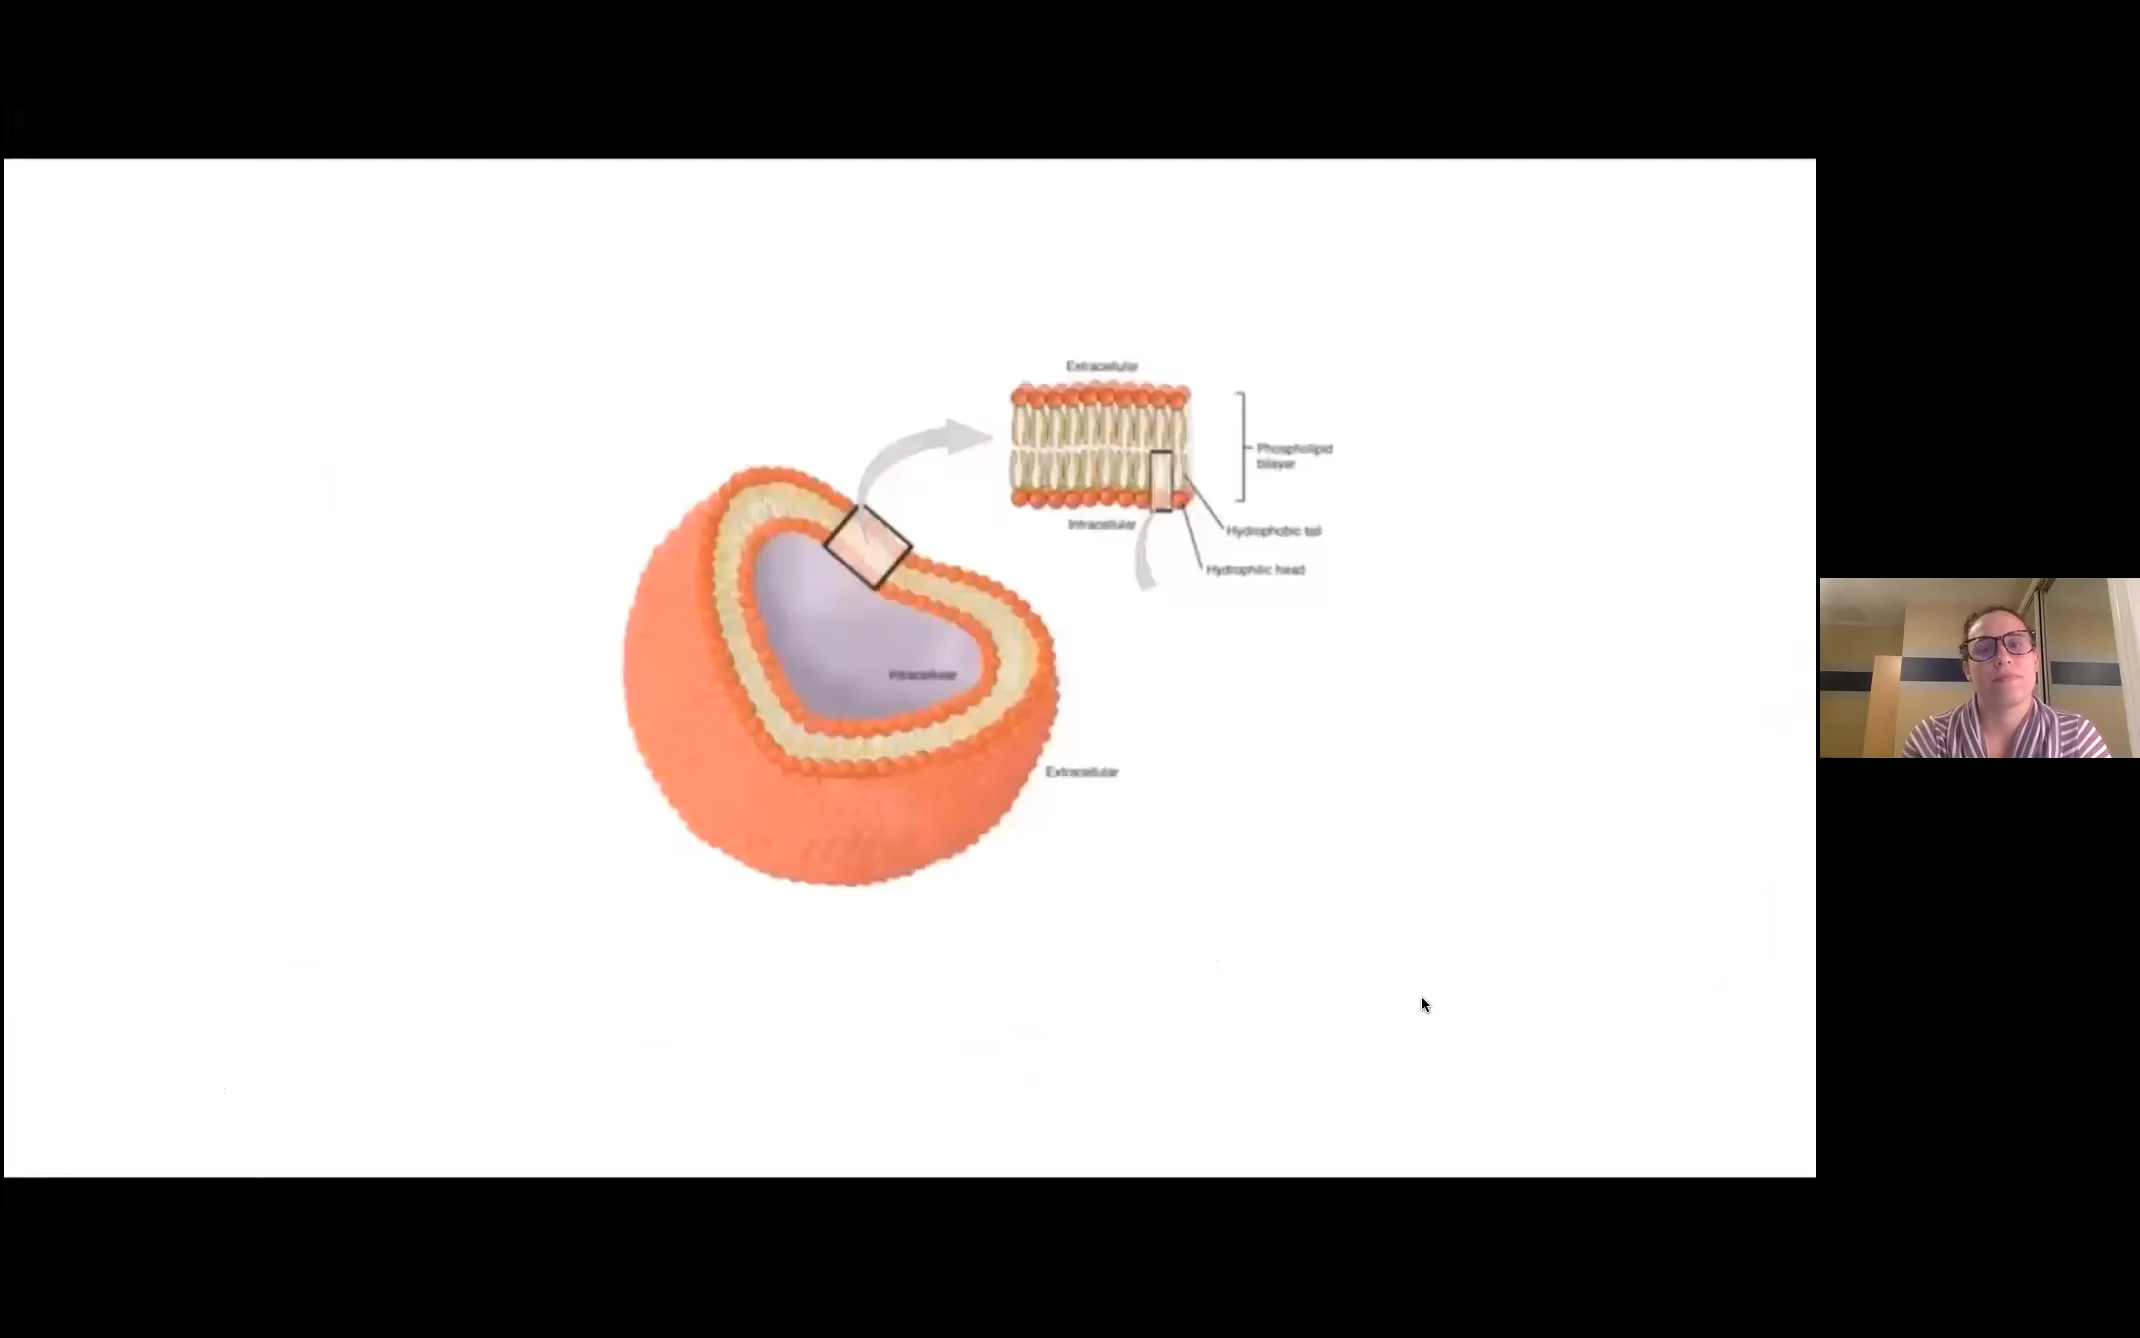 Extracellular
Phospholipid
bilayer
Intracellular
Hydrophobic tail
Hydrophilic head
Intracellular
Extracellular